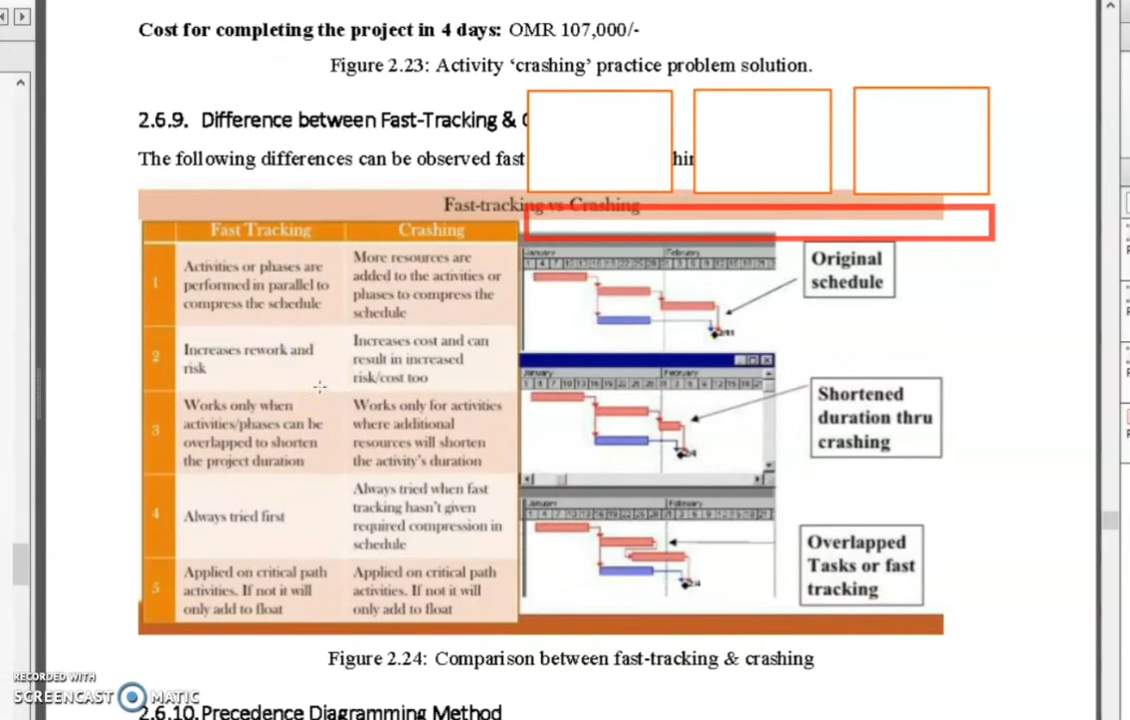 Cost for completing the project in 4 days: OMR 107,000/-
Figure 2.23: Activity ‘crashing’ practice problem solution.
2.6.9. Difference between Fast-Tracking &
The following differences can be observed fast
Fast-tracking vs Crashing
Fast Tracking Crashing
1
Activities or phases are
performed in parallel to
compress the schedule
More resources are
added to the activities or
phases to compress the
schedule
2
Increases rework and
risk
Increases cost and can
result in increased
risk/cost too
3
Works only when
activities/phases can be
overlapped to shorten
the project duration
Works only for activities
where additional
resources will shorten
the activity's duration
4
Always tried first
Always tried when fast
tracking hasn't given
required compression in
schedule
5
Applied on critical path
activities. If not it will
only add to float
Applied on critical path
activities. If not it will
only add to float
January February
Original
schedule
January February
Shortened
duration thru
crashing
January February
Overlapped
Tasks or fast
tracking
Figure 2.24: Comparison between fast-tracking & crashing
RECORDED WITH
SCREENCAST MATIC
2.6.10. Precedence Diagramming Method